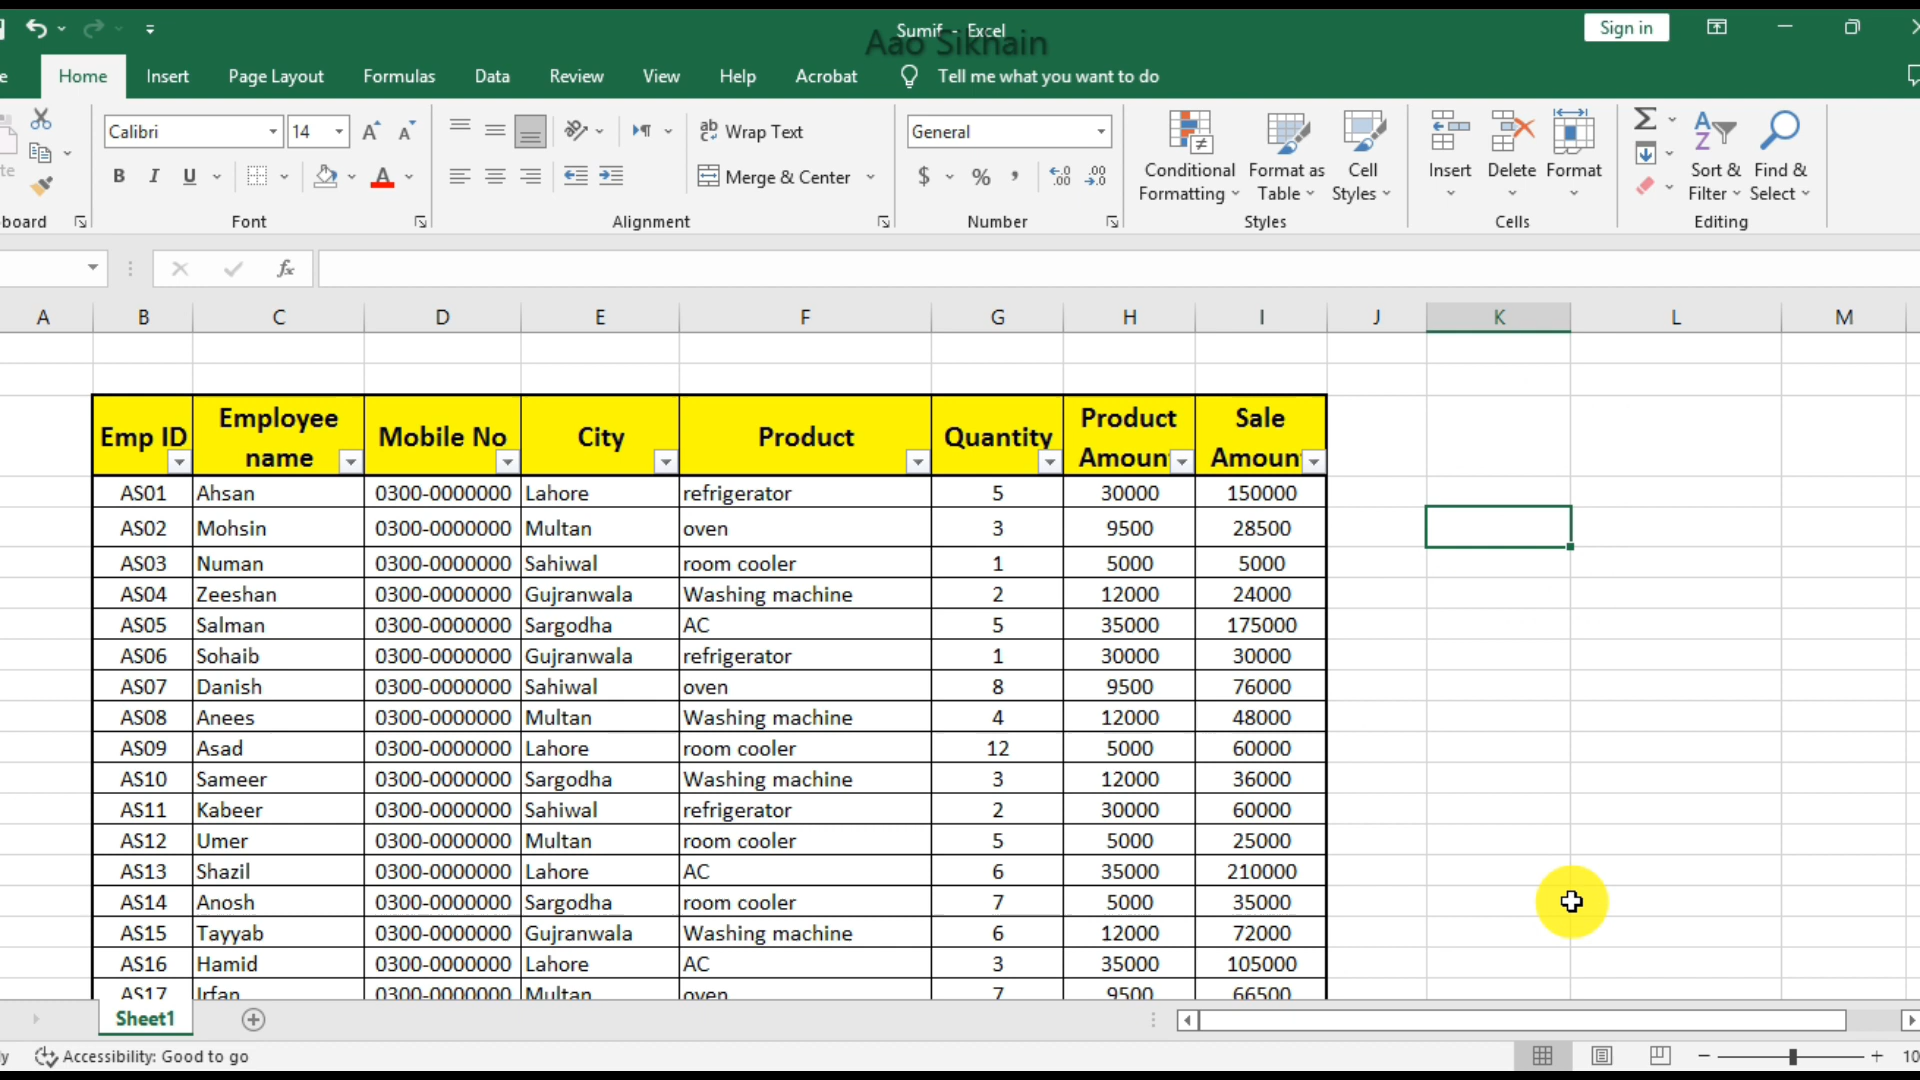 Sumif - Excel
Aao Sikhain
Sign in
Home Insert Page Layout Formulas Data Review View Help Acrobat Tell me what you want to do
Calibri 14 Wrap Text General
Conditional Formatting Format as Table Cell Styles Insert Delete Format Sort & Filter Find & Select
B I U Merge & Center $ % ,
board Font Alignment Number Styles Cells Editing
fx
A B C D E F G H I J K L M
Emp ID Employee name Mobile No City Product Quantity Product Amoun Sale Amoun
AS01 Ahsan 0300-0000000 Lahore refrigerator 5 30000 150000
AS02 Mohsin 0300-0000000 Multan oven 3 9500 28500
AS03 Numan 0300-0000000 Sahiwal room cooler 1 5000 5000
AS04 Zeeshan 0300-0000000 Gujranwala Washing machine 2 12000 24000
AS05 Salman 0300-0000000 Sargodha AC 5 35000 175000
AS06 Sohaib 0300-0000000 Gujranwala refrigerator 1 30000 30000
AS07 Danish 0300-0000000 Sahiwal oven 8 9500 76000
AS08 Anees 0300-0000000 Multan Washing machine 4 12000 48000
AS09 Asad 0300-0000000 Lahore room cooler 12 5000 60000
AS10 Sameer 0300-0000000 Sargodha Washing machine 3 12000 36000
AS11 Kabeer 0300-0000000 Sahiwal refrigerator 2 30000 60000
AS12 Umer 0300-0000000 Multan room cooler 5 5000 25000
AS13 Shazil 0300-0000000 Lahore AC 6 35000 210000
AS14 Anosh 0300-0000000 Sargodha room cooler 7 5000 35000
AS15 Tayyab 0300-0000000 Gujranwala Washing machine 6 12000 72000
AS16 Hamid 0300-0000000 Lahore AC 3 35000 105000
AS17 Irfan 0300-0000000 Multan oven 7 9500 66500
Sheet1
Accessibility: Good to go
10